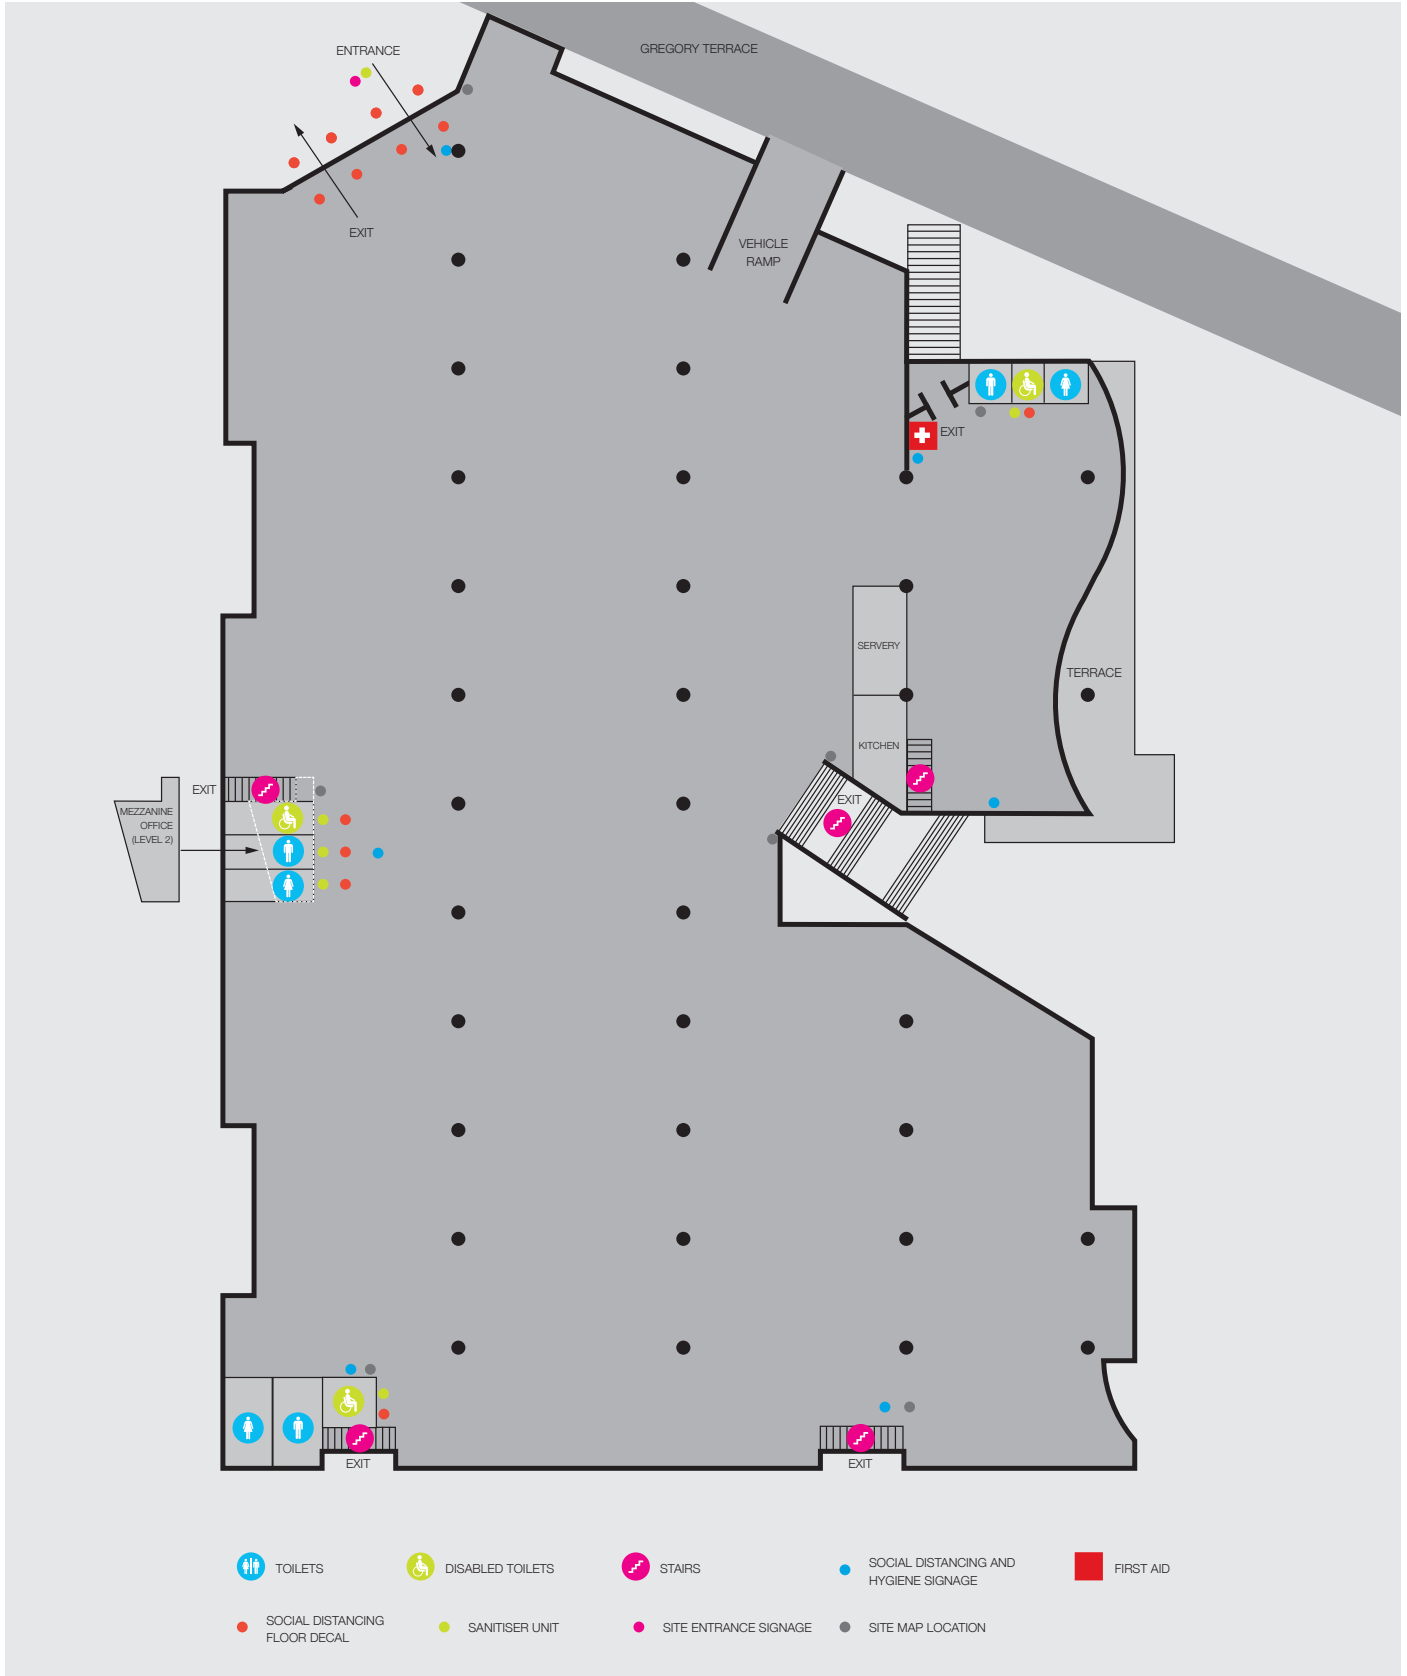 GREGORY TERRACE
ENTRANCE
EXIT
VEHICLE
RAMP
EXIT
SERVERY
TERRACE
KITCHEN
EXIT
EXIT
MEZZANINE
OFFICE
(LEVEL 2)
EXIT
EXIT
TOILETS
DISABLED TOILETS
STAIRS
SOCIAL DISTANCING AND
HYGIENE SIGNAGE
FIRST AID
SOCIAL DISTANCING
FLOOR DECAL
SANITISER UNIT
SITE ENTRANCE SIGNAGE
SITE MAP LOCATION